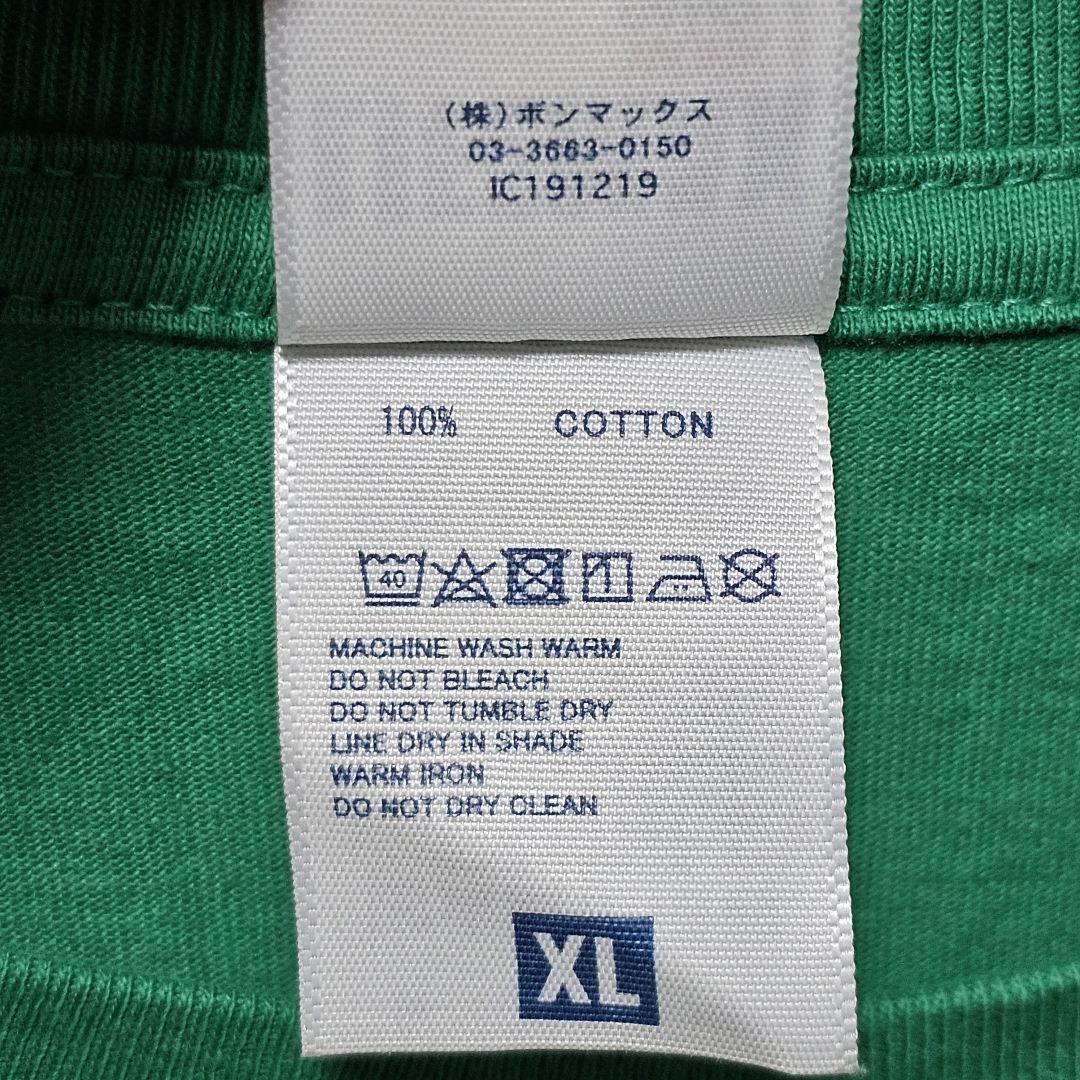 (株)ボンマックス
03-3663-0150
IC191219
100% COTTON
40
MACHINE WASH WARM
DO NOT BLEACH
DO NOT TUMBLE DRY
LINE DRY IN SHADE
WARM IRON
DO NOT DRY CLEAN
XL